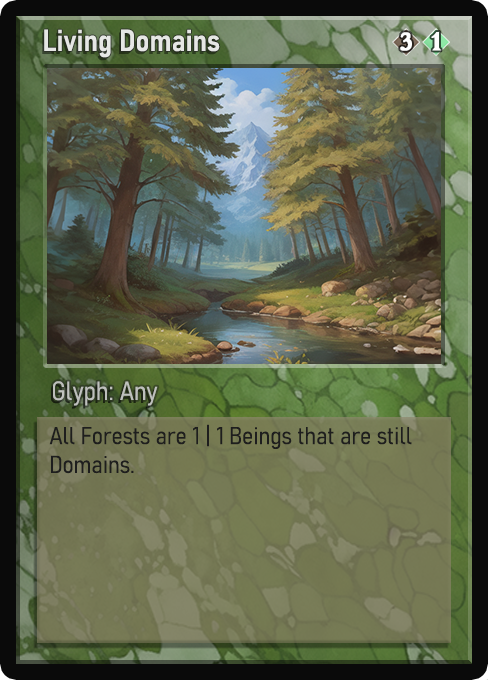 Living Domains 3 1
Glyph: Any
All Forests are 1 | 1 Beings that are still
Domains.